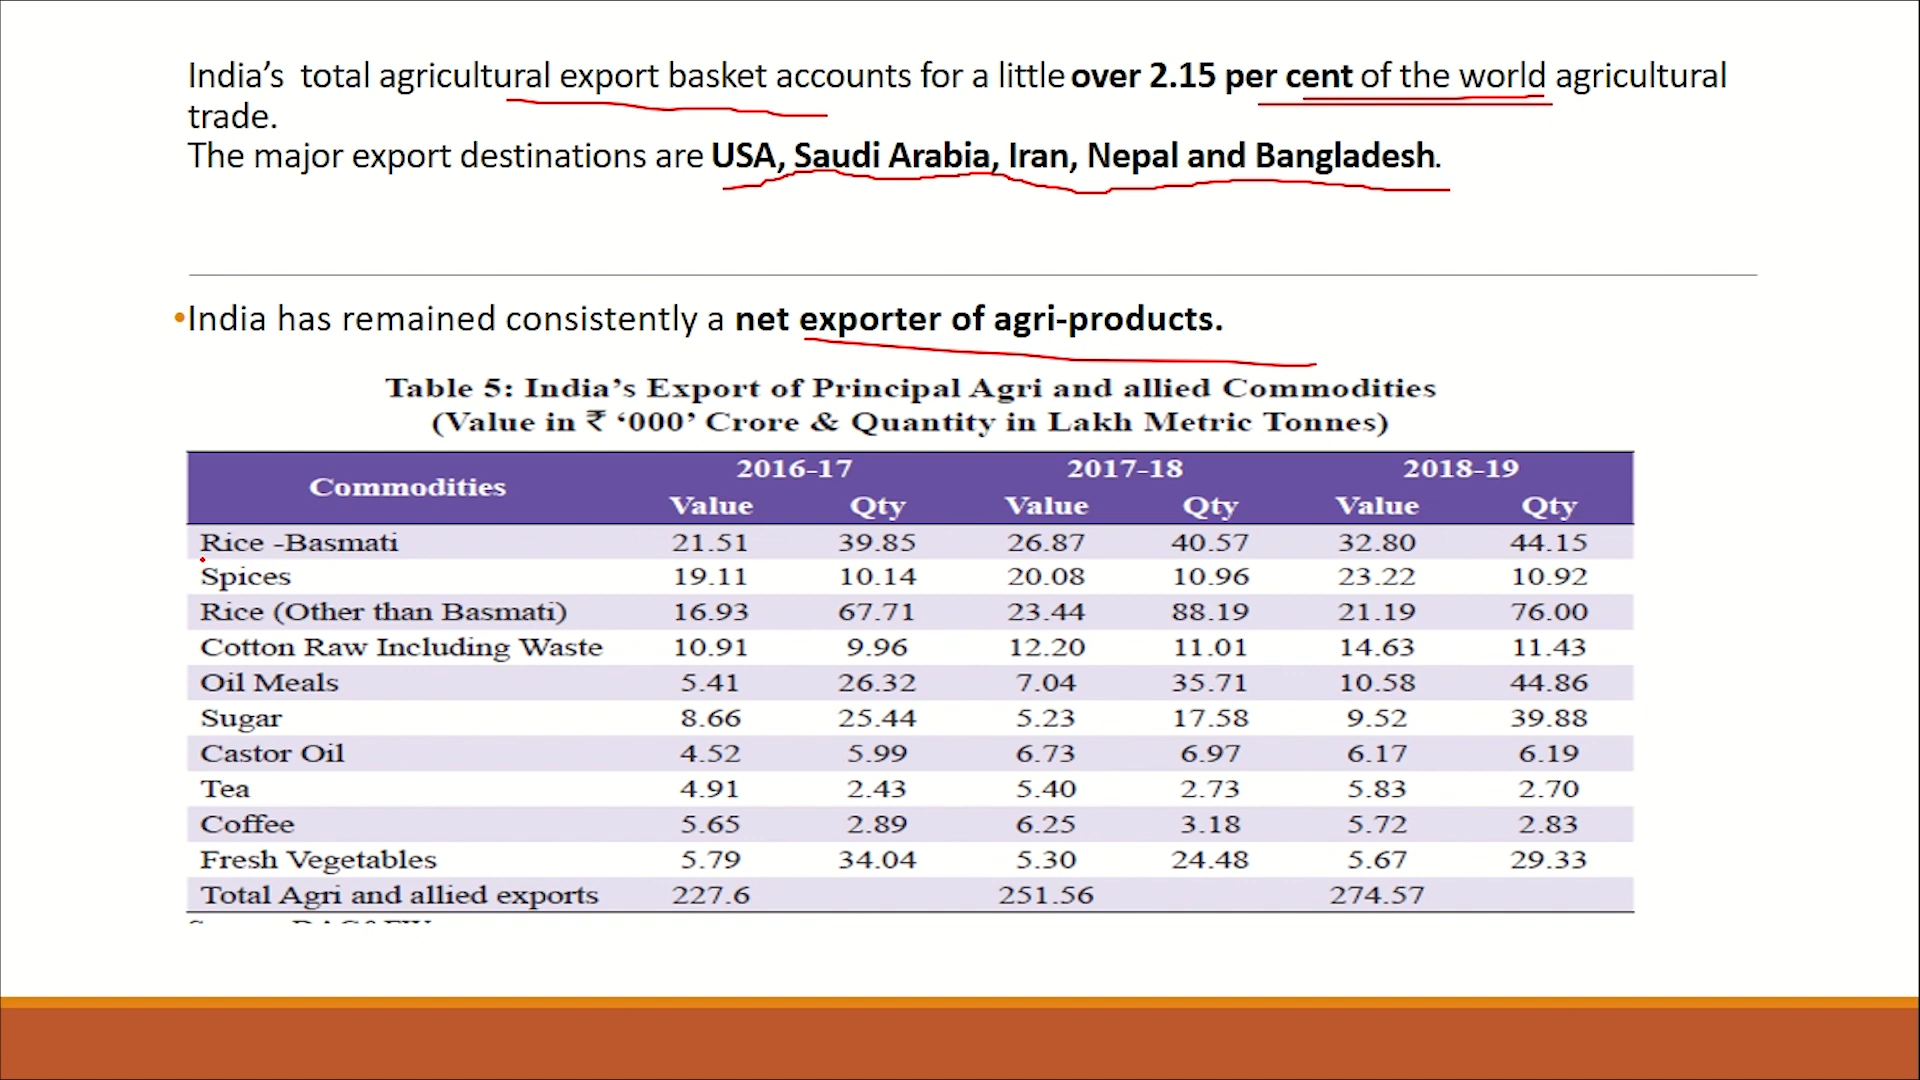 India's total agricultural export basket accounts for a little over 2.15 per cent of the world agricultural
trade.
The major export destinations are USA, Saudi Arabia, Iran, Nepal and Bangladesh.
•India has remained consistently a net exporter of agri-products.
Table 5: India's Export of Principal Agri and allied Commodities
(Value in ₹ '000' Crore & Quantity in Lakh Metric Tonnes)
Commodities 2016-17 2017-18 2018-19
Value Qty Value Qty Value Qty
Rice -Basmati 21.51 39.85 26.87 40.57 32.80 44.15
Spices 19.11 10.14 20.08 10.96 23.22 10.92
Rice (Other than Basmati) 16.93 67.71 23.44 88.19 21.19 76.00
Cotton Raw Including Waste 10.91 9.96 12.20 11.01 14.63 11.43
Oil Meals 5.41 26.32 7.04 35.71 10.58 44.86
Sugar 8.66 25.44 5.23 17.58 9.52 39.88
Castor Oil 4.52 5.99 6.73 6.97 6.17 6.19
Tea 4.91 2.43 5.40 2.73 5.83 2.70
Coffee 5.65 2.89 6.25 3.18 5.72 2.83
Fresh Vegetables 5.79 34.04 5.30 24.48 5.67 29.33
Total Agri and allied exports 227.6 251.56 274.57